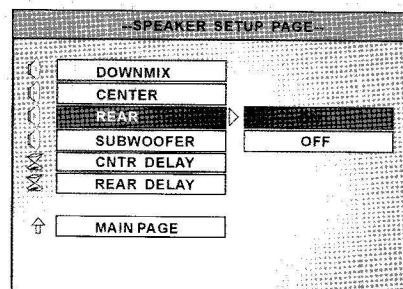 --SPEAKER SETUP PAGE--
DOWNMIX
CENTER
REAR
SUBWOOFER OFF
CNTR DELAY
REAR DELAY
MAIN PAGE